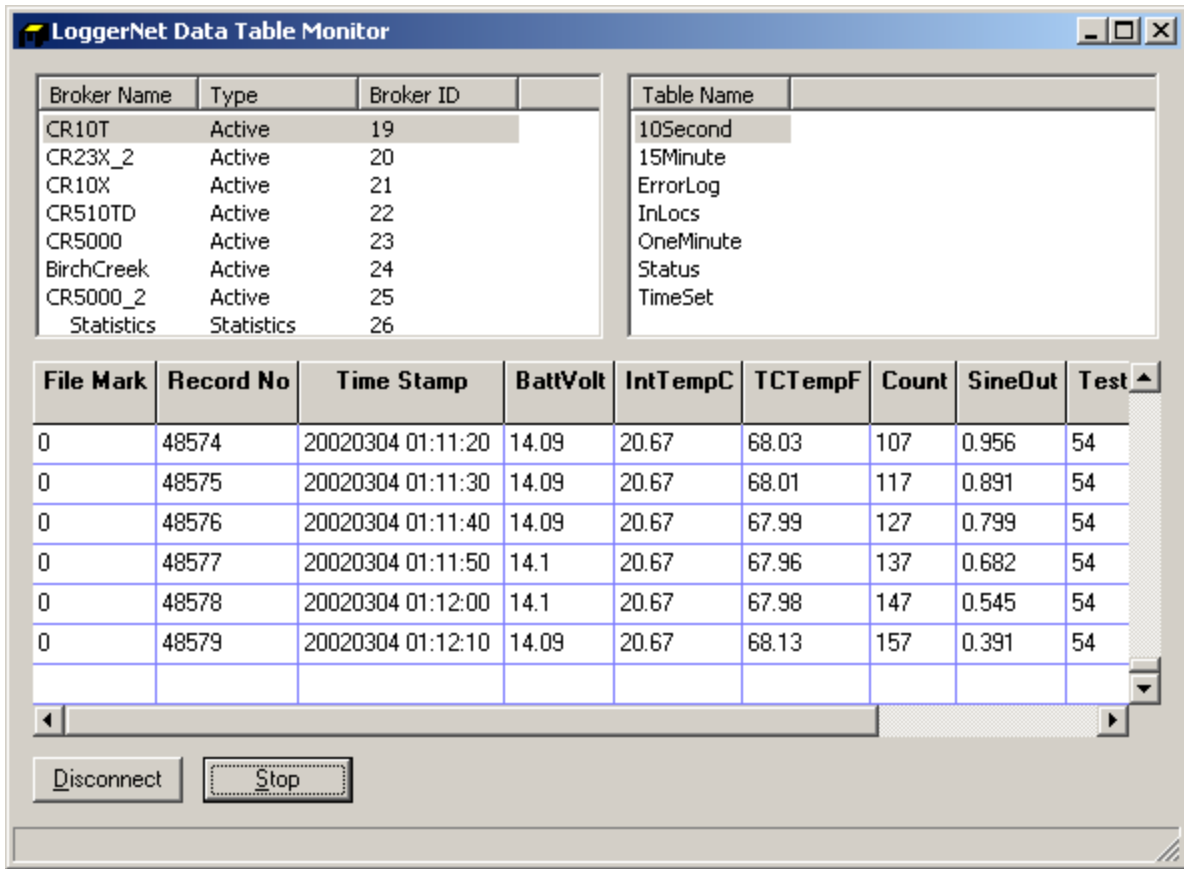 LoggerNet Data Table Monitor
Broker Name Type Broker ID
CR10T Active 19
CR23X_2 Active 20
CR10X Active 21
CR510TD Active 22
CR5000 Active 23
BirchCreek Active 24
CR5000_2 Active 25
Statistics Statistics 26
Table Name
10Second
15Minute
ErrorLog
InLocs
OneMinute
Status
TimeSet
File Mark Record No Time Stamp BattVolt IntTempC TCTempF Count SineOut Test
0 48574 20020304 01:11:20 14.09 20.67 68.03 107 0.956 54
0 48575 20020304 01:11:30 14.09 20.67 68.01 117 0.891 54
0 48576 20020304 01:11:40 14.09 20.67 67.99 127 0.799 54
0 48577 20020304 01:11:50 14.1 20.67 67.96 137 0.682 54
0 48578 20020304 01:12:00 14.1 20.67 67.98 147 0.545 54
0 48579 20020304 01:12:10 14.09 20.67 68.13 157 0.391 54
Disconnect Stop